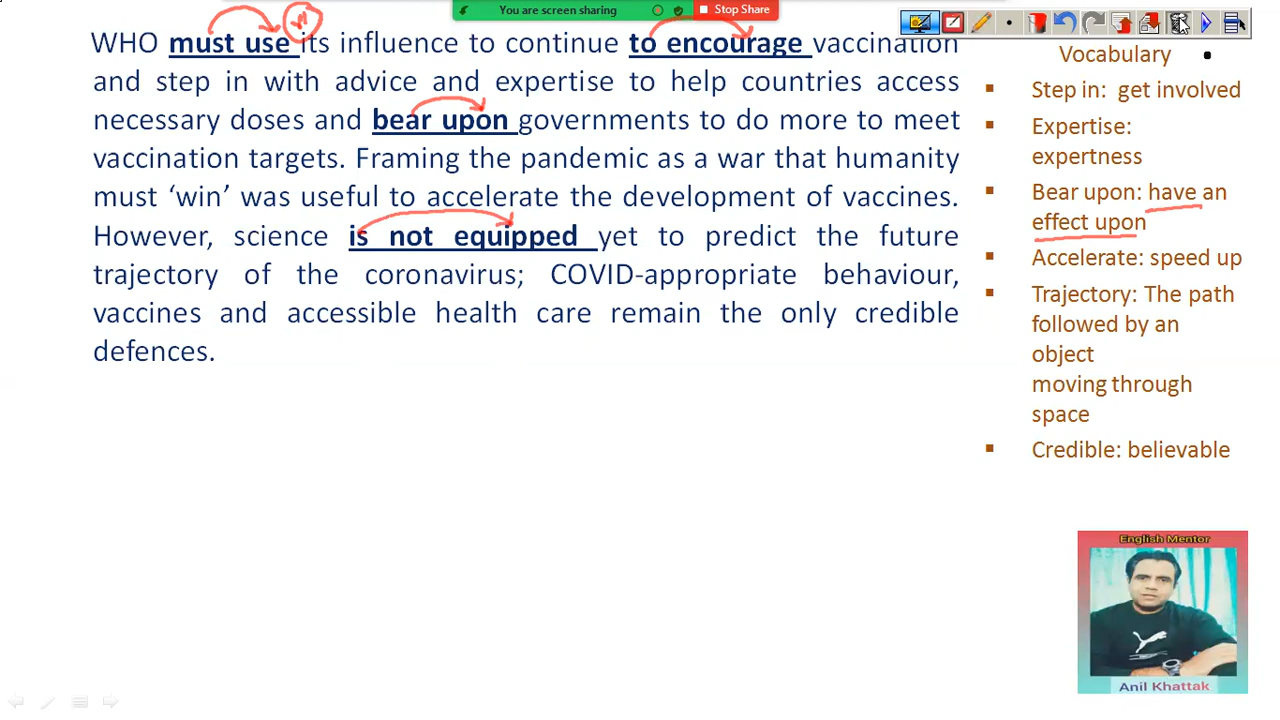 You are screen sharing
Stop Share
WHO must use its influence to continue to encourage vaccination
and step in with advice and expertise to help countries access
necessary doses and bear upon governments to do more to meet
vaccination targets. Framing the pandemic as a war that humanity
must ‘win’ was useful to accelerate the development of vaccines.
However, science is not equipped yet to predict the future
trajectory of the coronavirus; COVID-appropriate behaviour,
vaccines and accessible health care remain the only credible
defences.
Vocabulary
Step in: get involved
Expertise:
expertness
Bear upon: have an
effect upon
Accelerate: speed up
Trajectory: The path
followed by an
object
moving through
space
Credible: believable
English Mentor
Anil Khattak